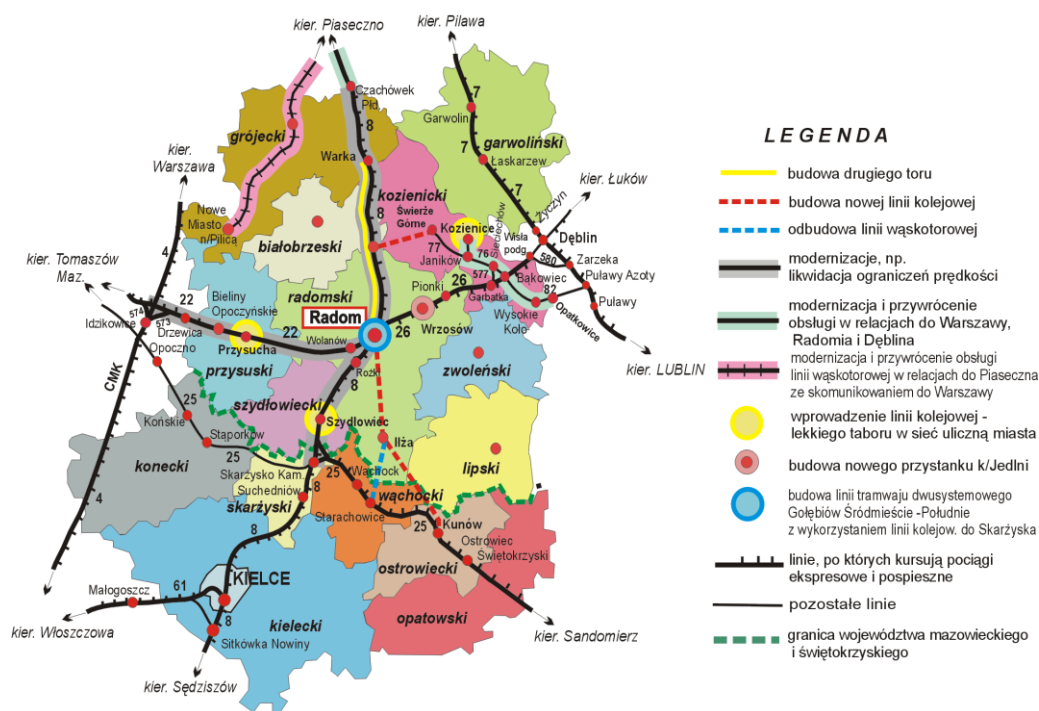 kier. Piaseczno
kier. Pilawa
Czachówek
Płd.
8
7
Garwolin
grójecki
garwoliński
kier.
Warszawa
Warka
7
Łaskarzew
kozienicki
7
kier. Łuków
Nowe
Miasto
n/Pilicą
białobrzeski
8
Świerże
Górne
Kozienice
Sieciechów
Życzyn
4
77
Janików
76
Wisła
podg.
Dęblin
580
Zarzeka
kier. Tomaszów
Maz.
577
Bakowiec
Puławy Azoty
radomski
Pionki
26
Garbatka
82
Puławy
22
Bieliny
Opoczyńskie
574
573
Idzikowice
Drzewica
Radom
26
Wrzosów
Wysokie
Koło
Opatkowice
22
Opoczno
Przysucha
Wolanów
kier. LUBLIN
przysuski
Rożki
zwoleński
8
CMK
25
szydłowiecki
Końskie
Szydłowiec
Iłża
Staporków
25
lipski
konecki
Skarżysko Kam.
25
Wąchock
Suchedniów
8
wąchocki
skarżyski
4
Starachowice
25
Kunów
8
Ostrowiec
Świętokrzyski
ostrowiecki
KIELCE
Małogoszcz
61
opatowski
8
kielecki
kier. Włoszczowa
Sitkówka Nowiny
kier. Sandomierz
kier. Sędziszów
LEGENDA
budowa drugiego toru
budowa nowej linii kolejowej
odbudowa linii wąskotorowej
modernizacje, np.
likwidacja ograniczeń prędkości
modernizacja i przywrócenie
obsługi w relacjach do Warszawy,
Radomia i Dęblina
modernizacja i przywrócenie obsługi
linii wąskotorowej w relacjach do Piaseczna
ze skomunikowaniem do Warszawy
wprowadzenie linii kolejowej -
lekkiego taboru w sieć uliczną miasta
budowa nowego przystanku k/Jedlni
budowa linii tramwaju dwusystemowego
Gołębiów Śródmieście -Południe
z wykorzystaniem linii kolejow. do Skarżyska
linie, po których kursują pociągi
ekspresowe i pospieszne
pozostałe linie
granica województwa mazowieckiego
i świętokrzyskiego